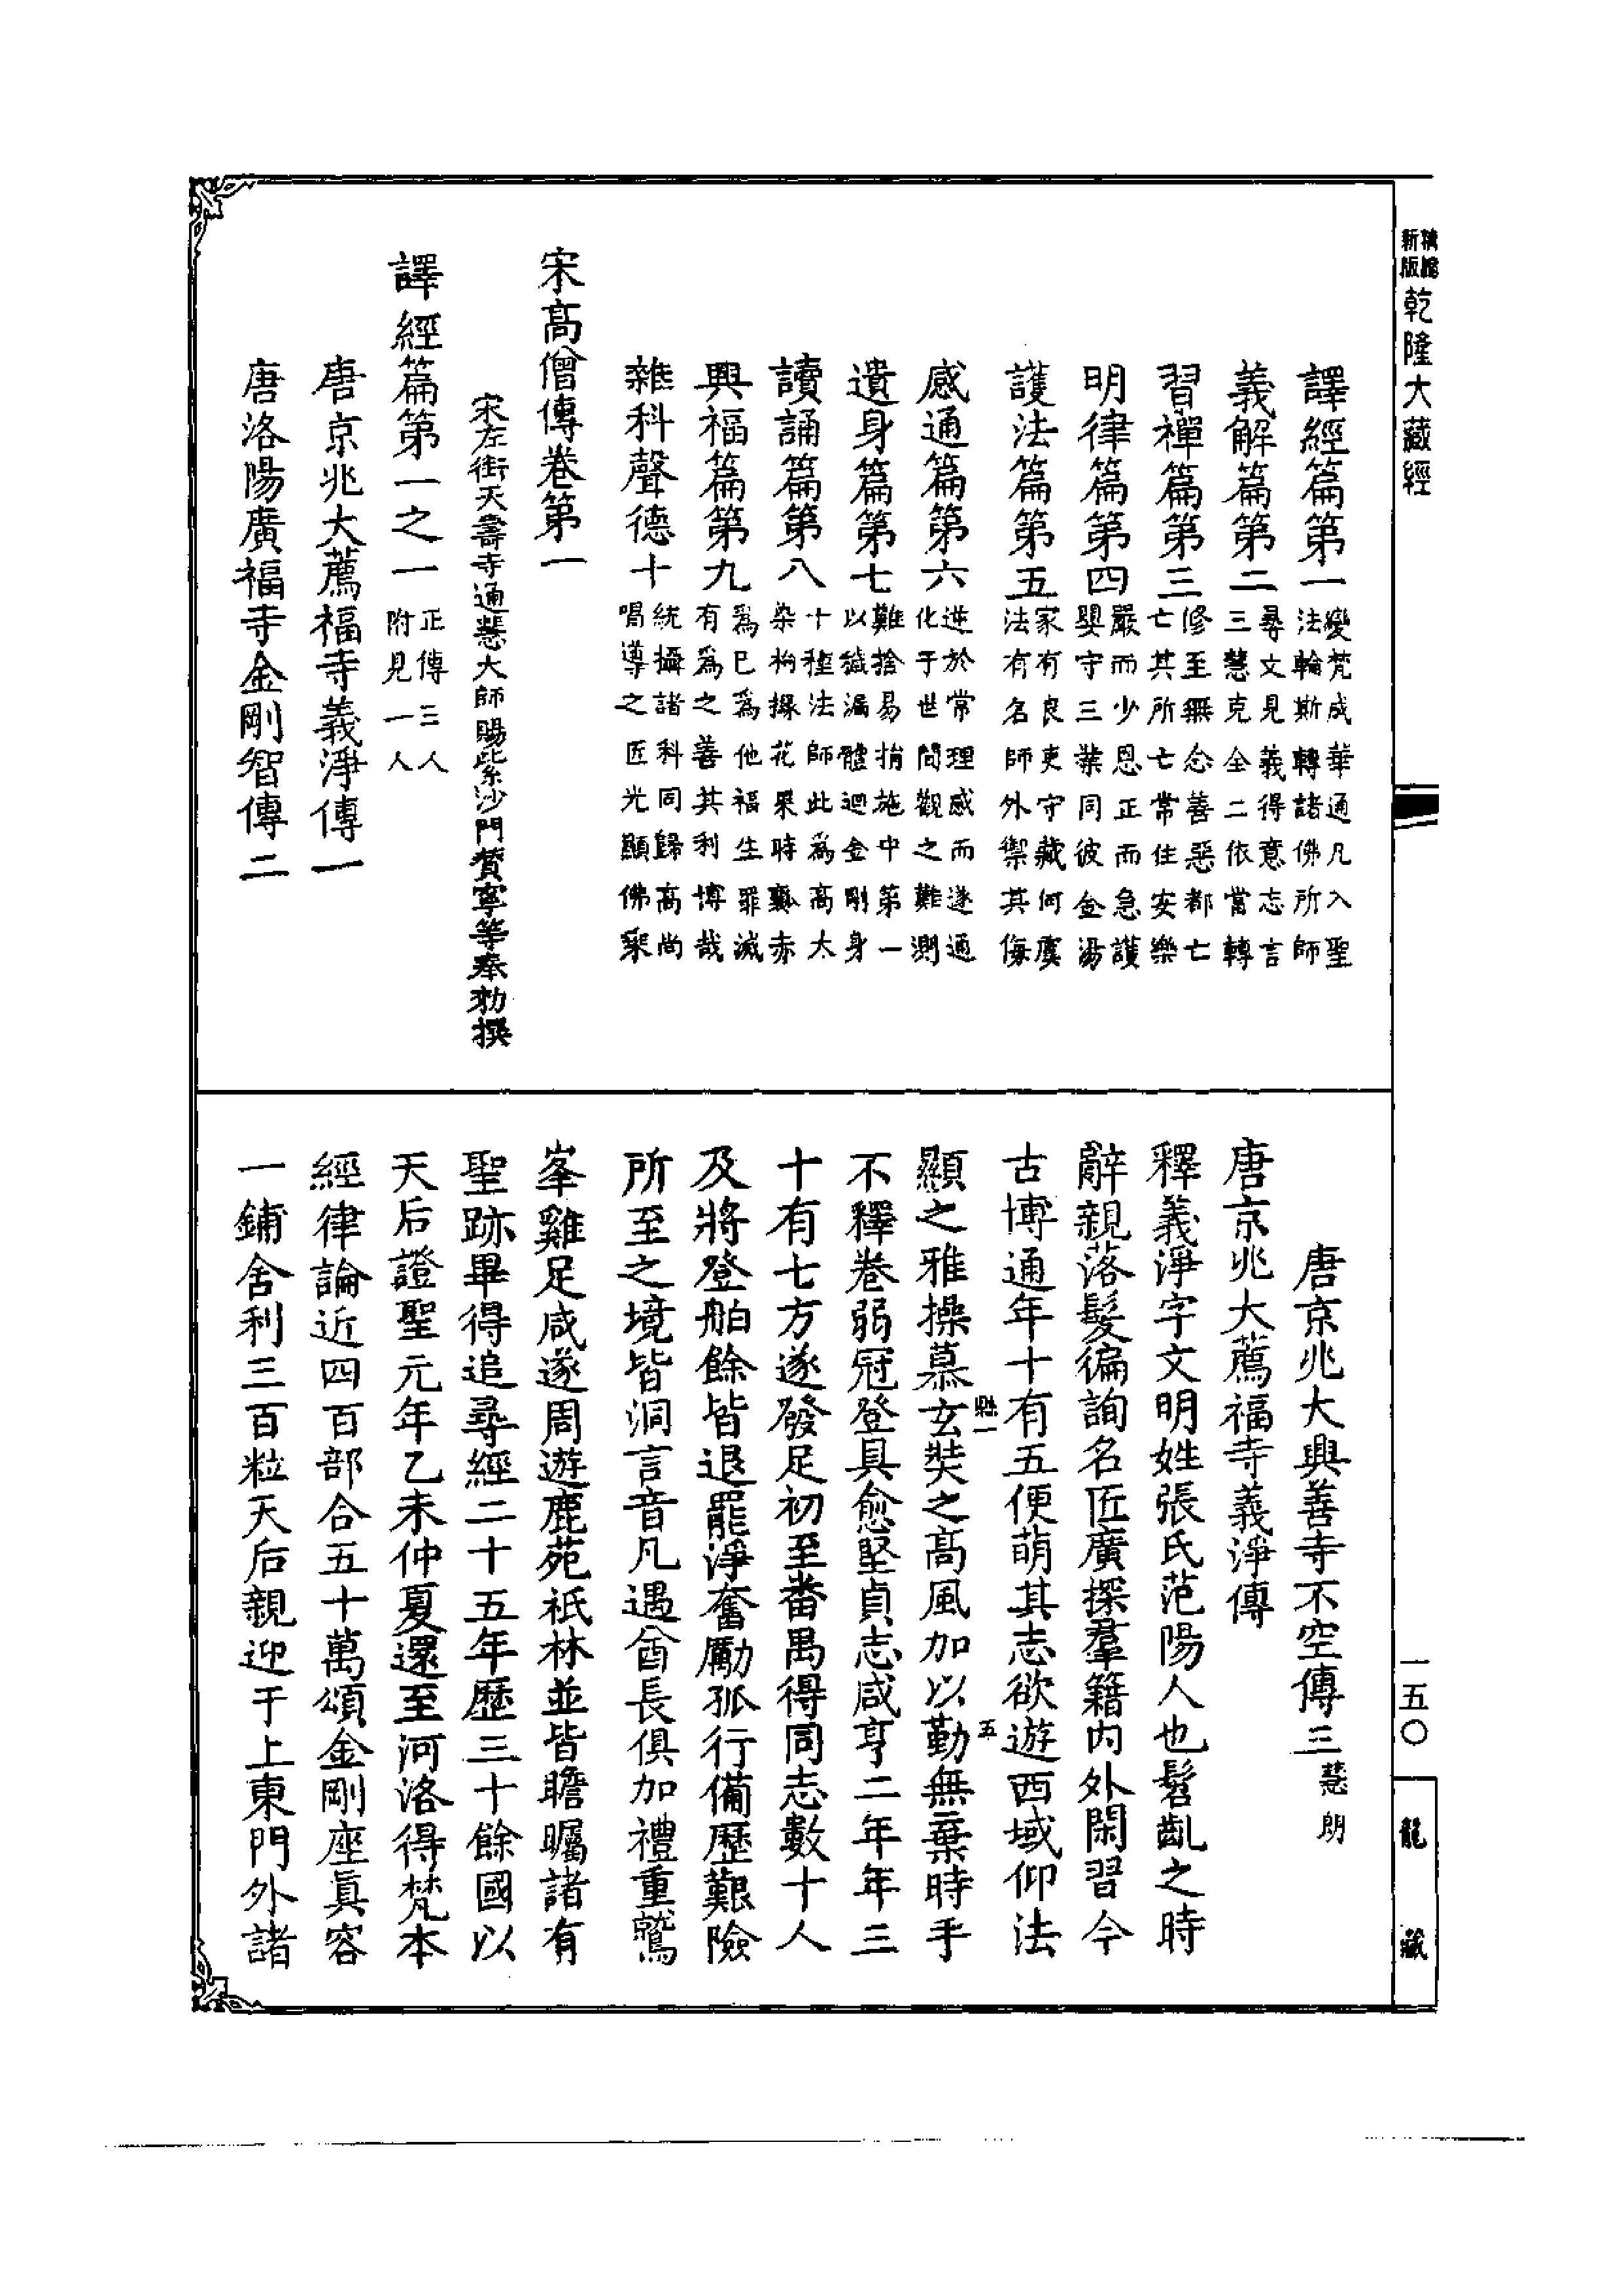 新版
精縮
乾隆大藏經
一五〇
龍藏
譯經篇第一
變梵成華通凡入聖
法輪斯轉諸佛所師
義解篇第二
尋文見義得意忘言
三慧克全二依當轉
習禪篇第三
修至無念善惡都亡
亡其所亡常住安樂
明律篇第四
嚴而少恩正而急護
嬰守三業同彼金湯
護法篇第五
家有良吏守藏何虞
法有名師外禦其侮
感通篇第六
逆於常理感而遂通
化于世間觀之難測
遺身篇第七
難捨易捐施中第一
以穢漏體迴金剛身
讀誦篇第八
十種法師此為高大
染枸櫞花果時瓤赤
興福篇第九
為己為他福生罪滅
有為之善其利博哉
雜科聲德十
統攝諸科同歸高尚
唱導之匠光顯佛乘
宋高僧傳卷第一
宋左街天壽寺通慧大師賜紫沙門贊寧等奉勑撰
譯經篇第一之一
正傳三人
附見一人
唐京兆大薦福寺義淨傳一
唐洛陽廣福寺金剛智傳二
唐京兆大興善寺不空傳三慧朗
唐京兆大薦福寺義淨傳
釋義淨字文明姓張氏范陽人也髫齓之時
辭親落髮徧詢名匠廣探羣籍内外閑習今
古博通年十有五便萌其志欲遊西域仰法
顯之雅操慕玄奘之高風加以勤無棄時手
不釋卷弱冠登具愈堅貞志咸亨二年年三
十有七方遂發足初至番禺得同志數十人
及將登舶餘皆退罷淨奮勵孤行備歷艱險
所至之境皆洞言音凡遇酋長俱加禮重鷲
峯雞足咸遂周遊鹿苑祇林並皆瞻矚諸有
聖跡畢得追尋經二十五年歷三十餘國以
天后證聖元年乙未仲夏還至河洛得梵本
經律論近四百部合五十萬頌金剛座眞容
一鋪舍利三百粒天后親迎于上東門外諸